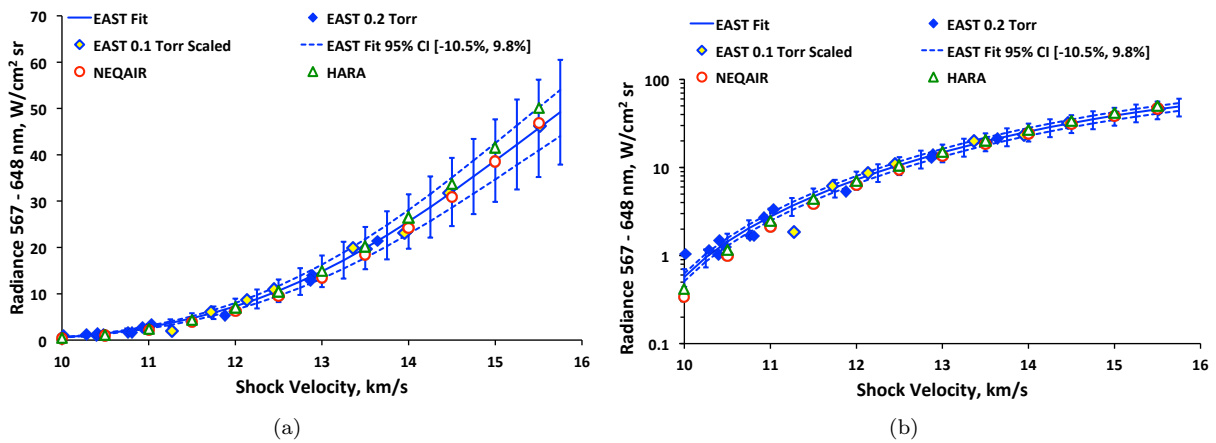 EAST Fit
EAST 0.2 Torr
EAST 0.1 Torr Scaled
EAST Fit 95% CI [-10.5%, 9.8%]
NEQAIR
HARA
Radiance 567 - 648 nm, W/cm² sr
70
60
50
40
30
20
10
0
10 11 12 13 14 15 16
Shock Velocity, km/s
(a)
EAST Fit
EAST 0.2 Torr
EAST 0.1 Torr Scaled
EAST Fit 95% CI [-10.5%, 9.8%]
NEQAIR
HARA
Radiance 567 - 648 nm, W/cm² sr
100
10
1
0.1
10 11 12 13 14 15 16
Shock Velocity, km/s
(b)